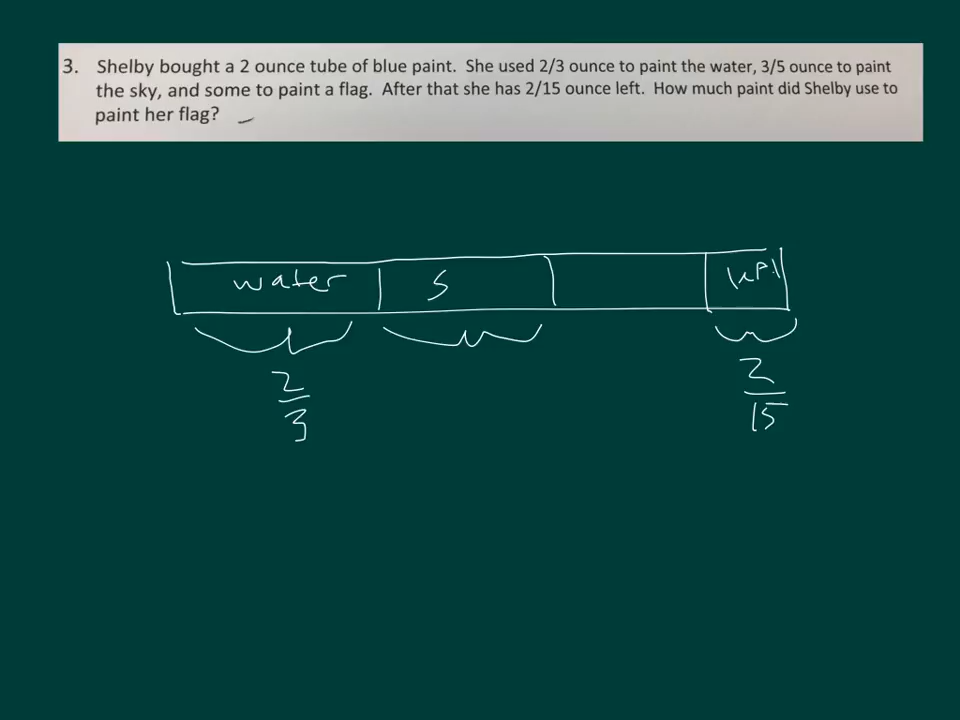 3. Shelby bought a 2 ounce tube of blue paint. She used 2/3 ounce to paint the water, 3/5 ounce to paint
the sky, and some to paint a flag. After that she has 2/15 ounce left. How much paint did Shelby use to
paint her flag?
water S
2
3
2
15